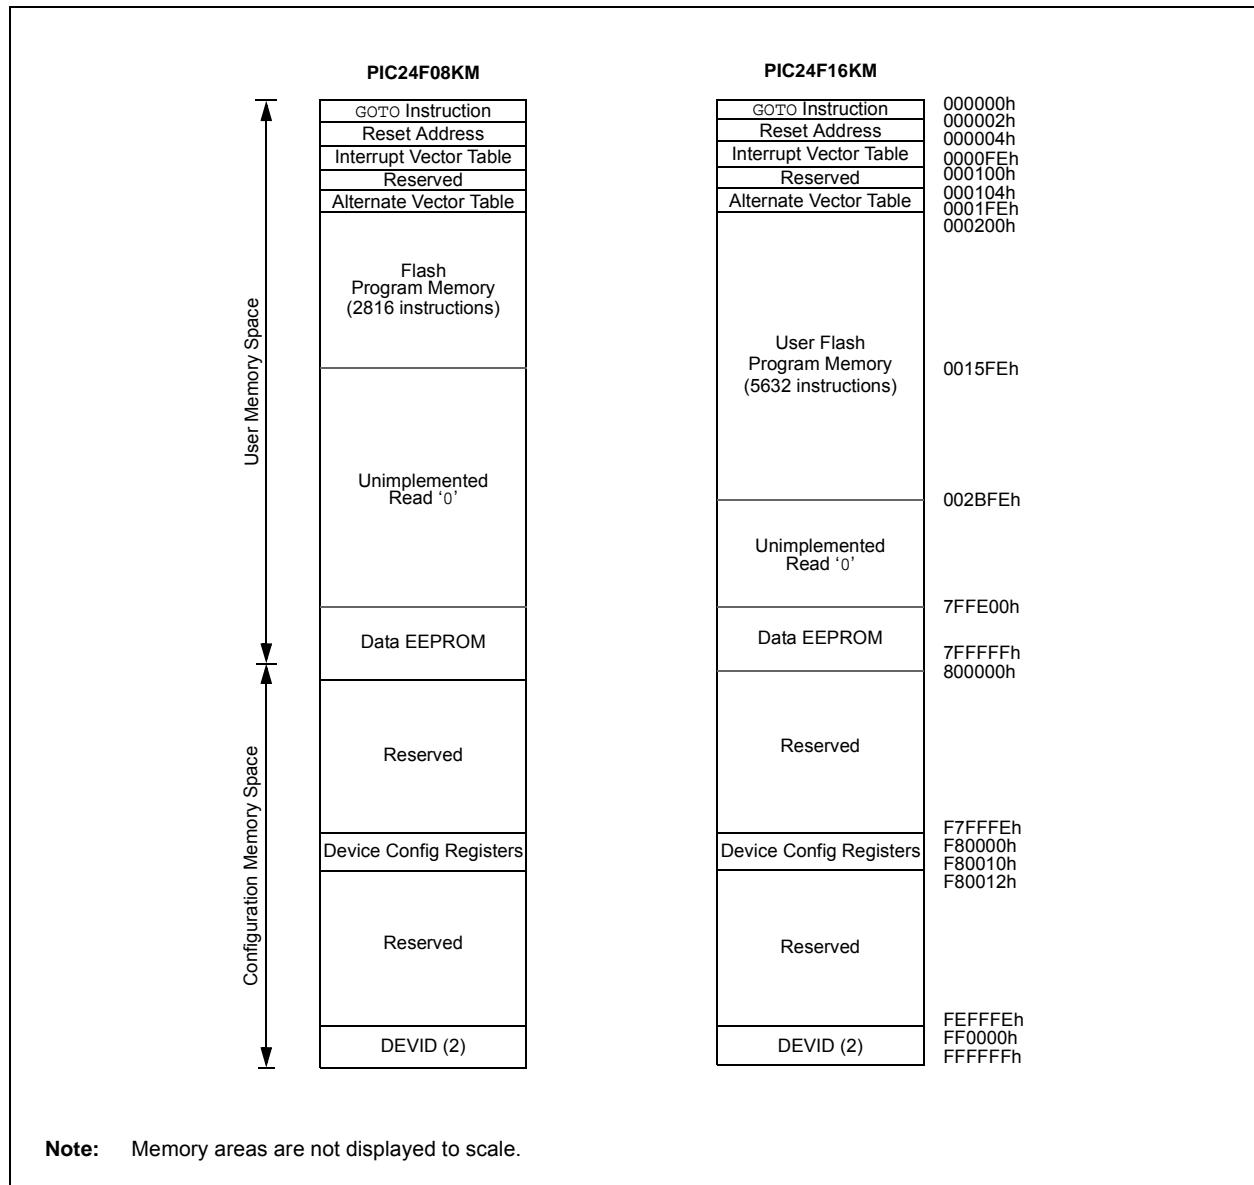 PIC24F08KM
GOTO Instruction
Reset Address
Interrupt Vector Table
Reserved
Alternate Vector Table
Flash
Program Memory
(2816 instructions)
Unimplemented
Read ‘0’
Data EEPROM
Reserved
Device Config Registers
Reserved
DEVID (2)
User Memory Space
Configuration Memory Space
PIC24F16KM
GOTO Instruction
Reset Address
Interrupt Vector Table
Reserved
Alternate Vector Table
User Flash
Program Memory
(5632 instructions)
Unimplemented
Read ‘0’
Data EEPROM
Reserved
Device Config Registers
Reserved
DEVID (2)
000000h
000002h
000004h
0000FEh
000100h
000104h
0001FEh
000200h
0015FEh
002BFEh
7FFE00h
7FFFFFh
800000h
F7FFFEh
F80000h
F80010h
F80012h
FEFFFEh
FF0000h
FFFFFFh
Note: Memory areas are not displayed to scale.